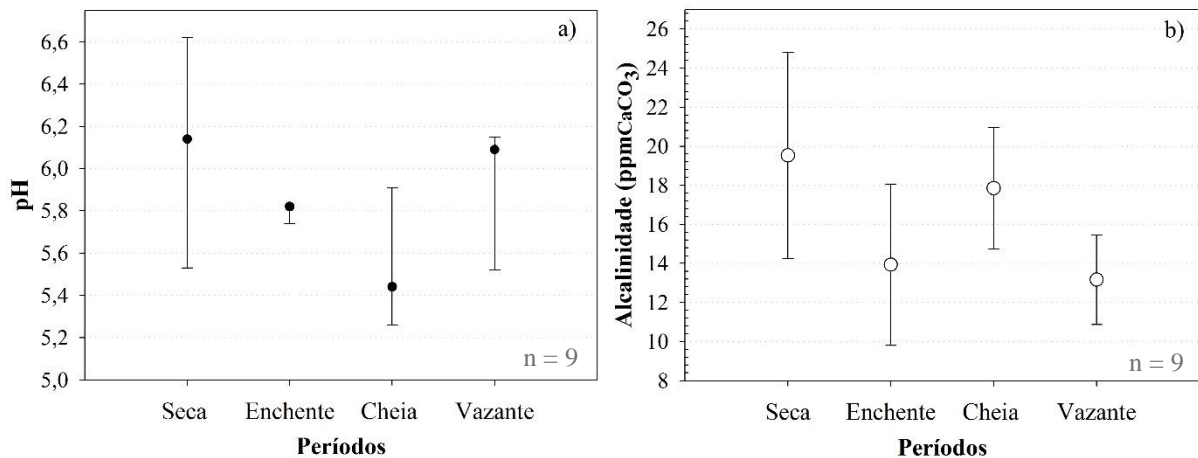 a)
pH
6,6
6,4
6,2
6,0
5,8
5,6
5,4
5,2
5,0
n = 9
Seca Enchente Cheia Vazante
Períodos
b)
Alcalinidade (ppmCaCO3)
26
24
22
20
18
16
14
12
10
8
n = 9
Seca Enchente Cheia Vazante
Períodos